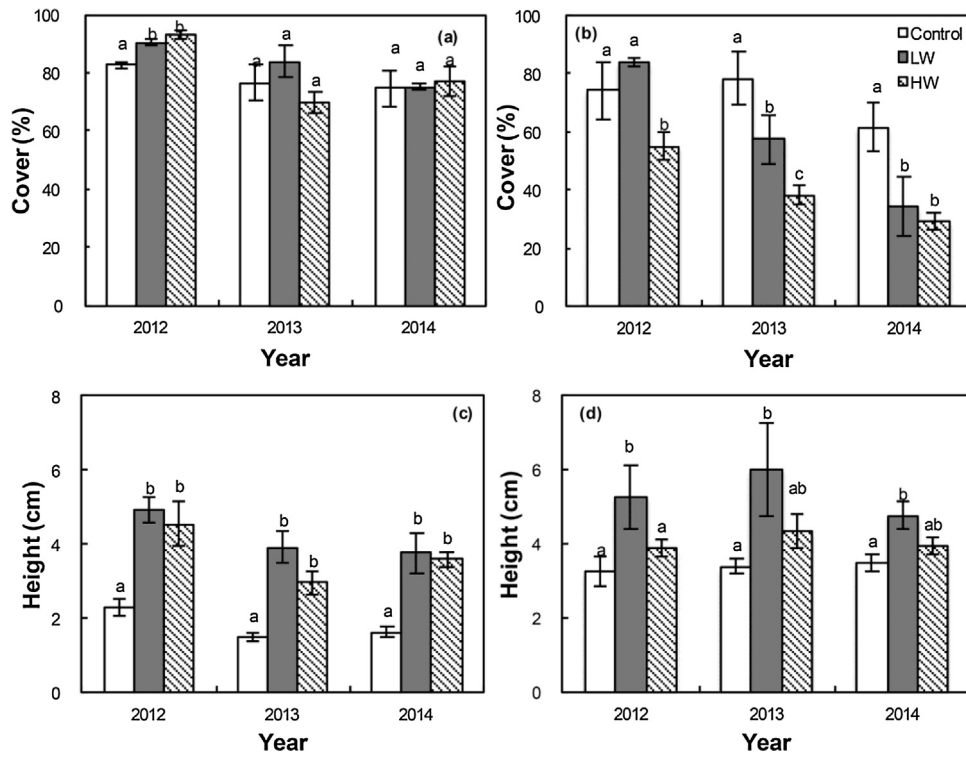 100
80
60
40
20
0
Cover (%)
a
b
b
a
a
a
a
a
a
(a)
2012
2013
2014
Year
100
80
60
40
20
0
Cover (%)
(b)
a
a
b
a
b
c
a
b
b
Control
LW
HW
2012
2013
2014
Year
8
6
4
2
0
Height (cm)
(c)
a
b
b
a
b
b
a
b
b
2012
2013
2014
Year
8
6
4
2
0
Height (cm)
(d)
a
b
a
a
b
ab
a
b
ab
2012
2013
2014
Year